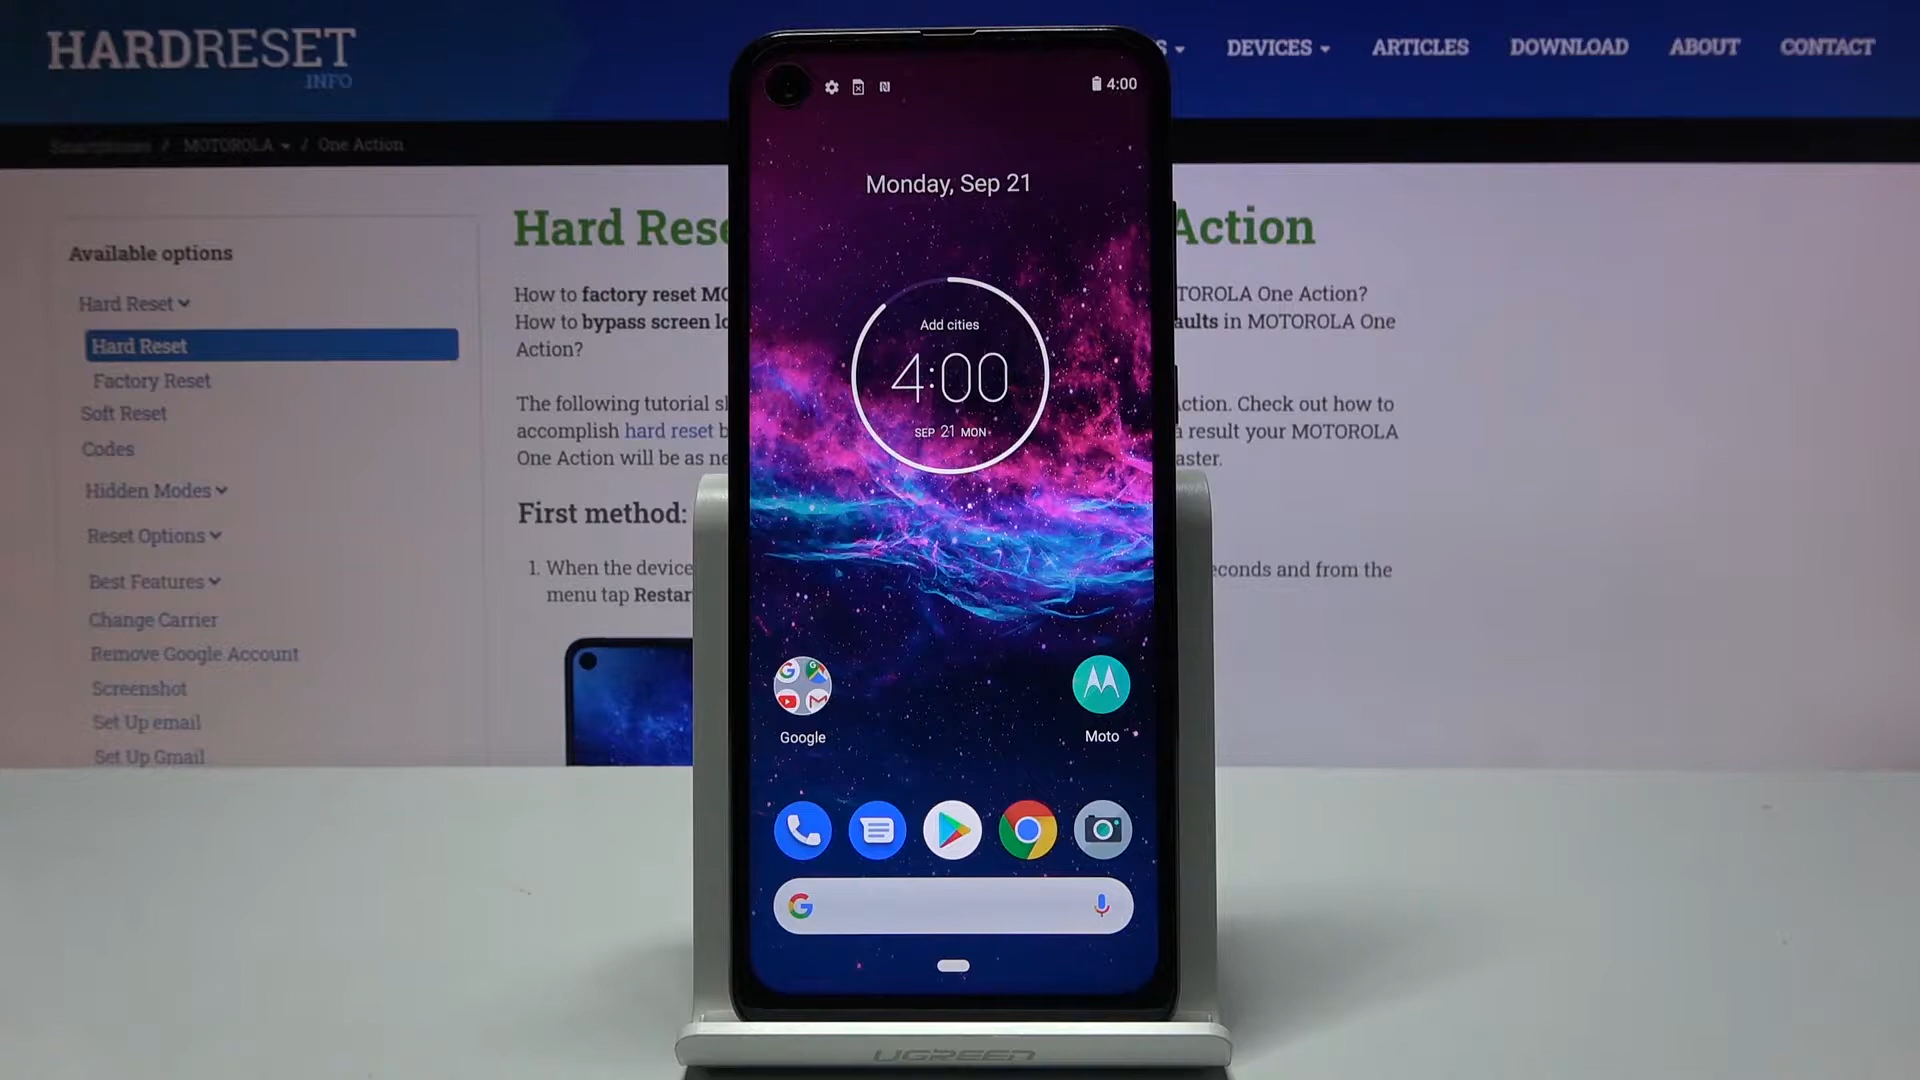 HARDRESET
INFO
S
DEVICES
ARTICLES
DOWNLOAD
ABOUT
CONTACT
Smartphones / MOTOROLA / One Action
Available options
Hard Reset
Hard Reset
Factory Reset
Soft Reset
Codes
Hidden Modes
Reset Options
Best Features
Change Carrier
Remove Google Account
Screenshot
Set Up email
Set Up Gmail
Hard Rese
Action
How to factory reset MO
TOROLA One Action?
How to bypass screen lo
aults in MOTOROLA One
Action?
The following tutorial s
ction. Check out how to
accomplish hard reset b
a result your MOTOROLA
One Action will be as ne
aster.
First method:
1. When the device
econds and from the
menu tap Restar
4:00
Monday, Sep 21
Add cities
4:00
SEP 21 MON
Google
Moto
UGREEN